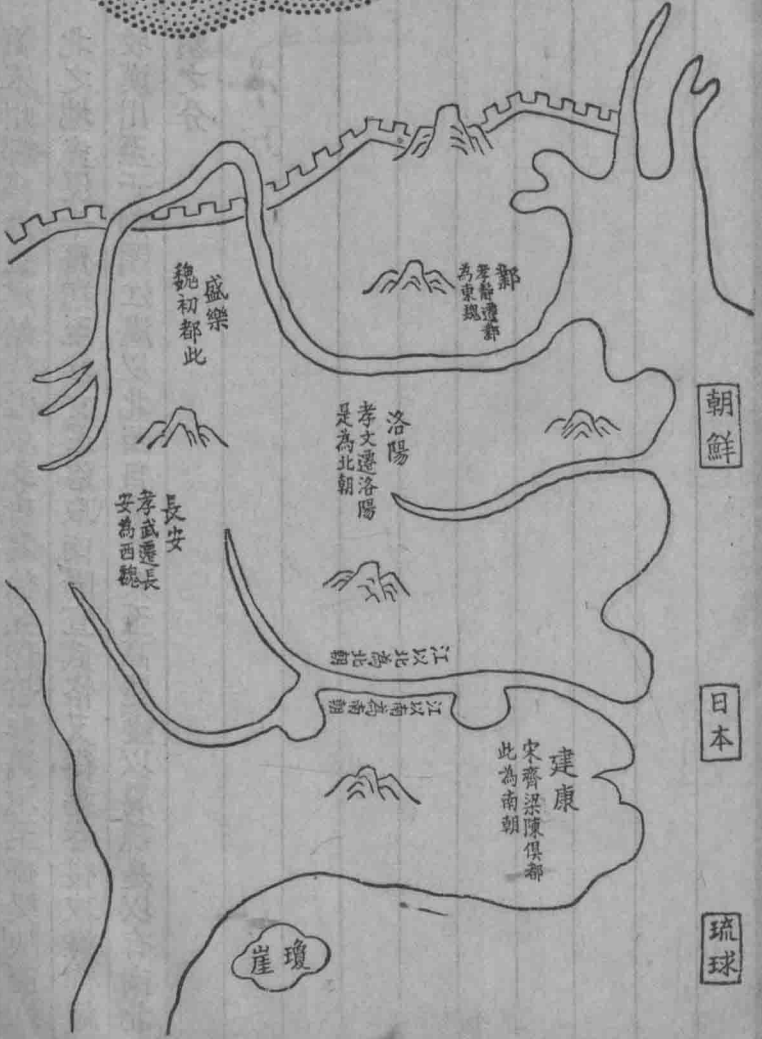 鄴
孝靜遷鄴
為東魏
盛樂
魏初都此
朝鮮
洛陽
孝文遷洛陽
是為北朝
長安
孝武遷長
安為西魏
江以北為北朝
江以南為南朝
日本
建康
宋齊梁陳俱都
此為南朝
瓊崖
琉球